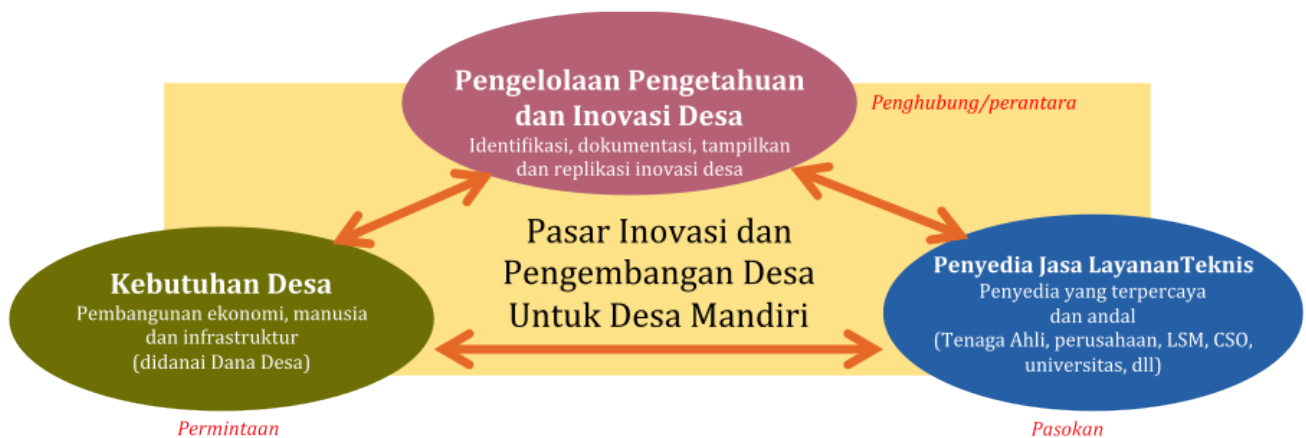 Pengelolaan Pengetahuan
dan Inovasi Desa
Identifikasi, dokumentasi, tampilkan
dan replikasi inovasi desa
Penghubung/perantara
Pasar Inovasi dan
Pengembangan Desa
Untuk Desa Mandiri
Kebutuhan Desa
Pembangunan ekonomi, manusia
dan infrastruktur
(didanai Dana Desa)
Permintaan
Penyedia Jasa LayananTeknis
Penyedia yang terpercaya
dan andal
(Tenaga Ahli, perusahaan, LSM, CSO,
universitas, dll)
Pasokan